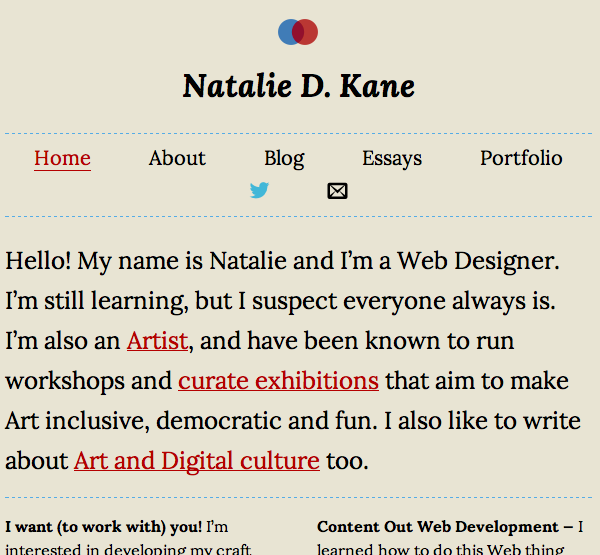 Natalie D. Kane
Home About Blog Essays Portfolio
Hello! My name is Natalie and I’m a Web Designer.
I’m still learning, but I suspect everyone always is.
I’m also an Artist, and have been known to run
workshops and curate exhibitions that aim to make
Art inclusive, democratic and fun. I also like to write
about Art and Digital culture too.
I want (to work with) you! I’m
interested in developing my craft
Content Out Web Development – I
learned how to do this Web thing